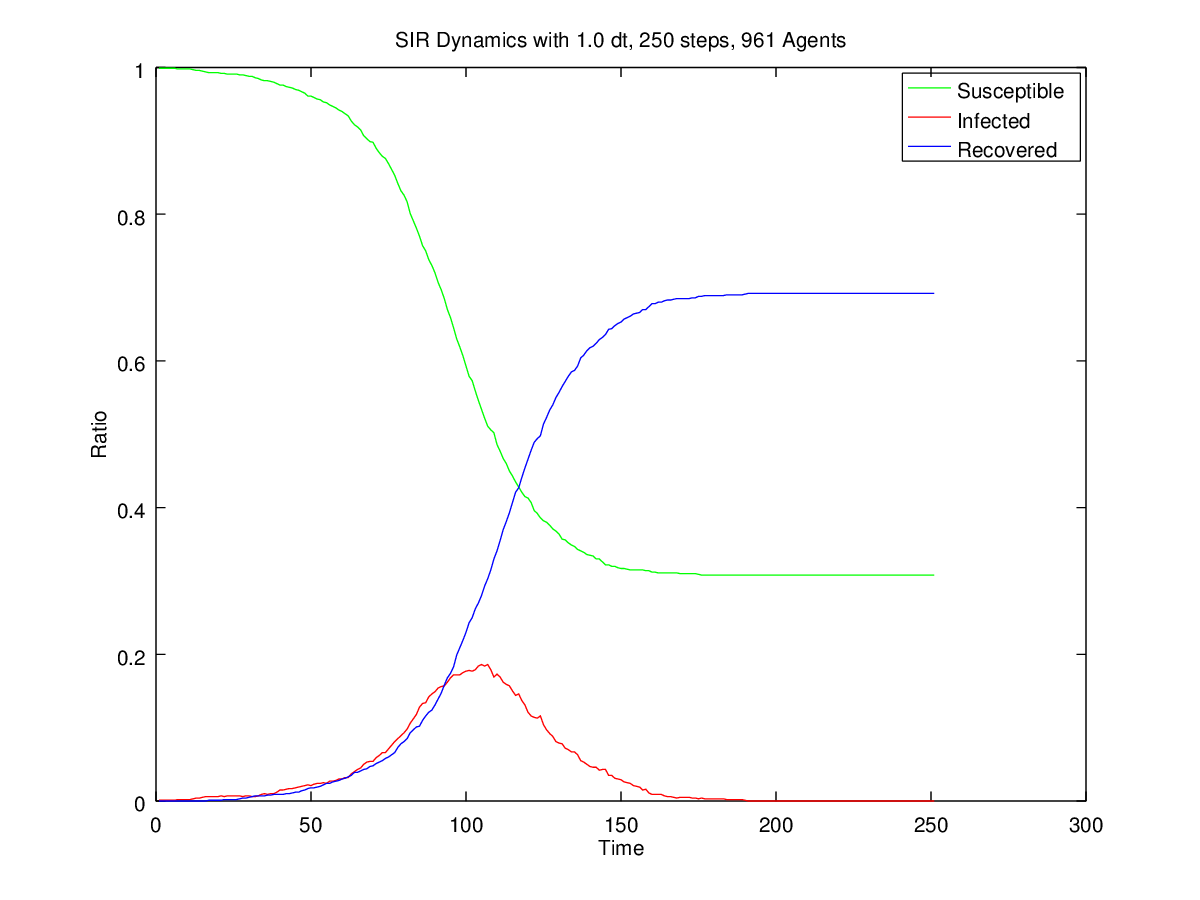 SIR Dynamics with 1.0 dt, 250 steps, 961 Agents
1
Susceptible
Infected
Recovered
0.8
0.6
0.4
0.2
0
Ratio
0 50 100 150 200 250 300
Time